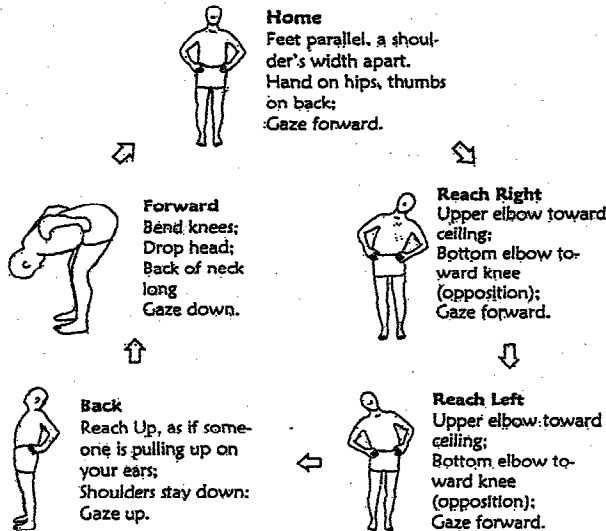 Home
Feet parallel, a shoul-
der's width apart.
Hand on hips, thumbs
on back;
Gaze forward.
Reach Right
Upper elbow toward
ceiling;
Bottom elbow to-
ward knee
(opposition);
Gaze forward.
Reach Left
Upper elbow toward
ceiling;
Bottom elbow to-
ward knee
(opposition);
Gaze forward.
Back
Reach Up, as if some-
one is pulling up on
your ears;
Shoulders stay down:
Gaze up.
Forward
Bend knees;
Drop head;
Back of neck
long
Gaze down.